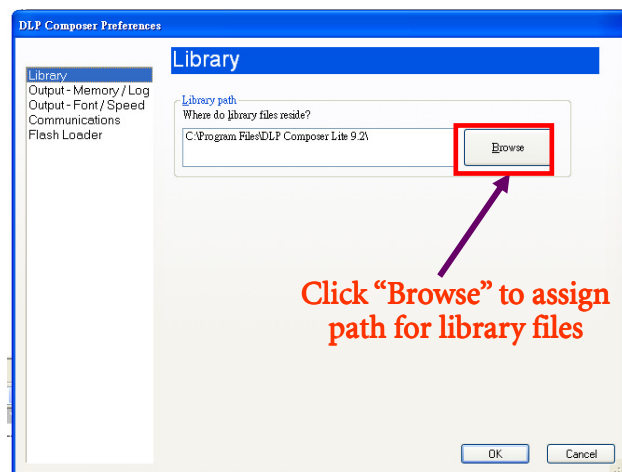 DLP Composer Preferences
Library
Library
Output - Memory / Log
Output - Font / Speed
Communications
Flash Loader
Library path
Where do library files reside?
C:\Program Files\DLP Composer Lite 9.2\
Browse
Click “Browse” to assign
path for library files
OK
Cancel